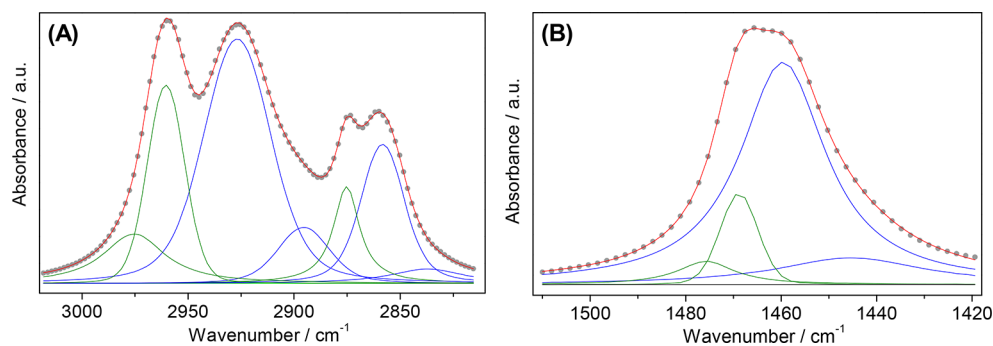 (A)
Absorbance / a.u.
3000 2950 2900 2850
Wavenumber / cm⁻¹
(B)
Absorbance / a.u.
1500 1480 1460 1440 1420
Wavenumber / cm⁻¹